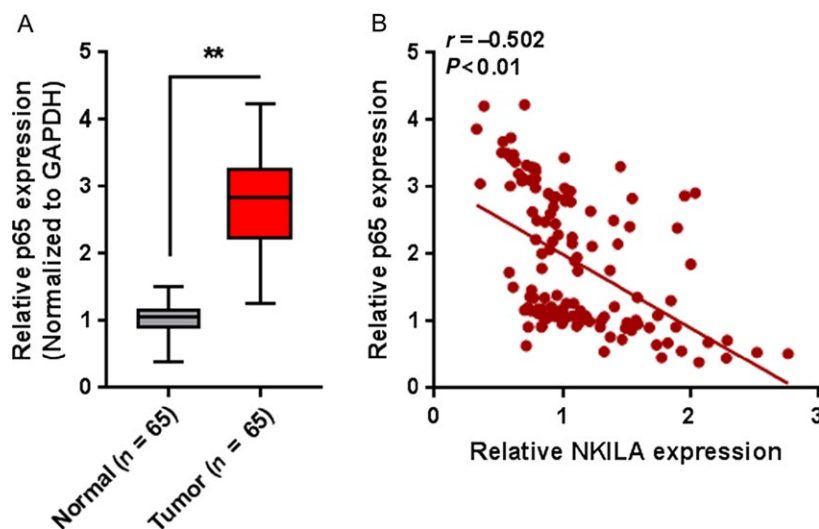 A
Relative p65 expression
(Normalized to GAPDH)
5
4
3
2
1
0
**
Normal (n = 65)
Tumor (n = 65)
B
Relative p65 expression
5
4
3
2
1
0
r = –0.502
P<0.01
0
1
2
3
Relative NKILA expression